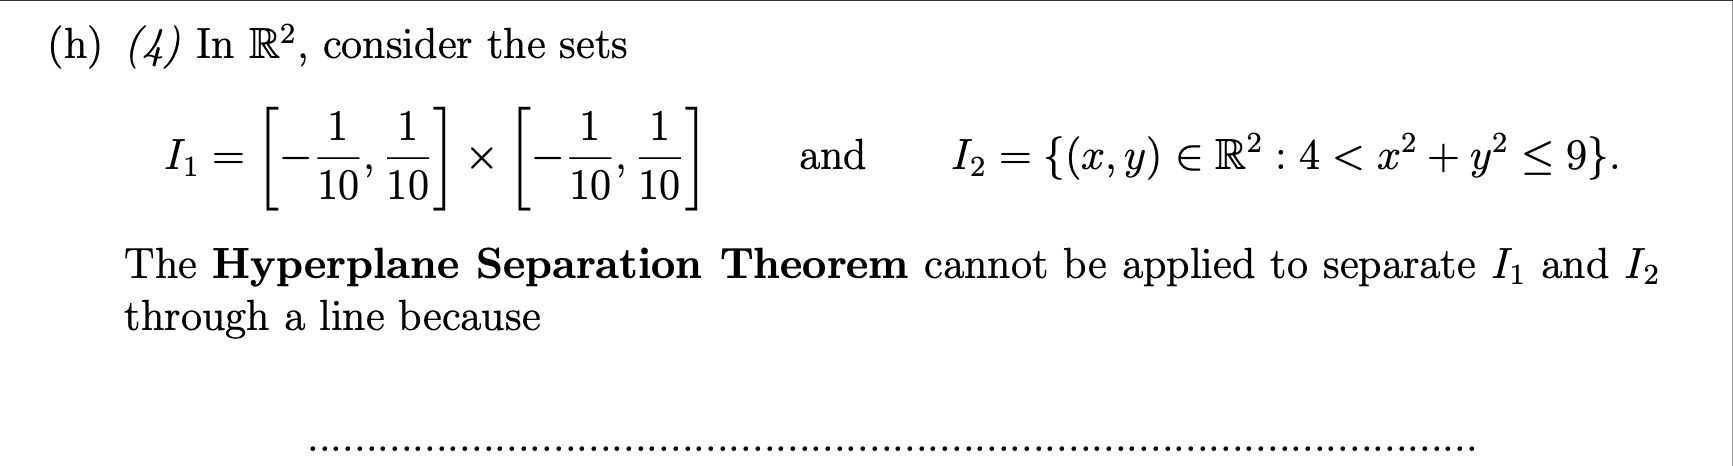 (h) (4) In ℝ², consider the sets
I₁ = [−1/10, 1/10] × [−1/10, 1/10] and I₂ = {(x, y) ∈ ℝ² : 4 < x² + y² ≤ 9}.
The Hyperplane Separation Theorem cannot be applied to separate I₁ and I₂
through a line because
................................................................................................